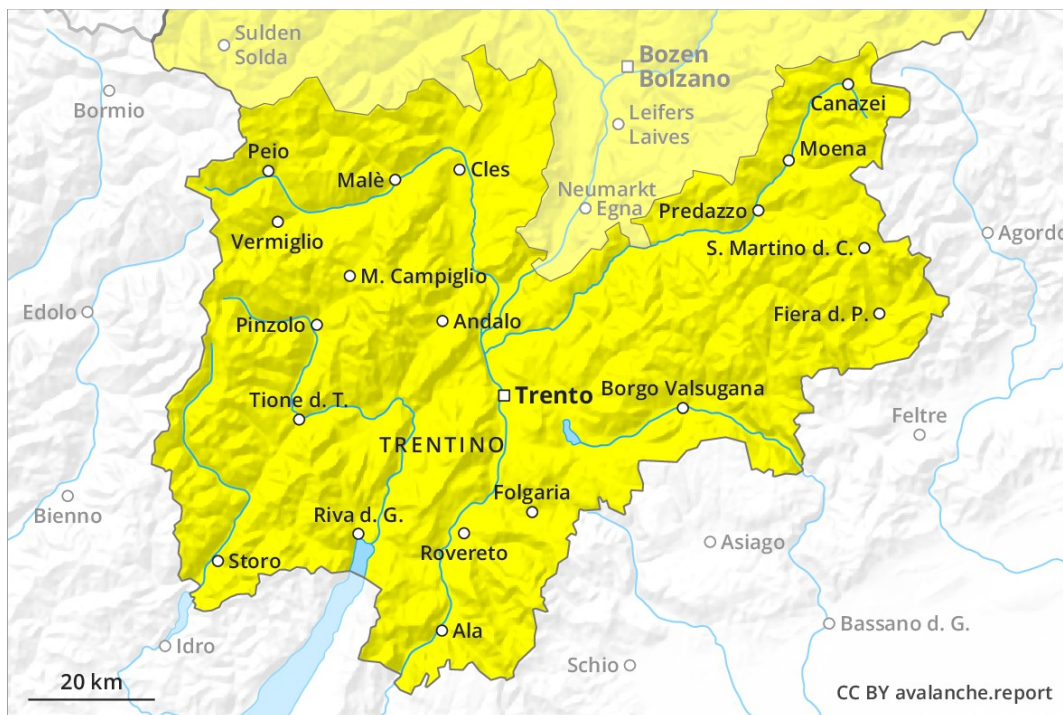 Sulden
Solda
Bozen
Bolzano
Bormio
Canazei
Leifers
Laives
Moena
Peio
Malè
Cles
Neumarkt
Egna
Predazzo
Vermiglio
S. Martino d. C.
Agordo
M. Campiglio
Edolo
Pinzolo
Andalo
Fiera d. P.
Trento
Borgo Valsugana
Tione d. T.
Feltre
TRENTINO
Bienno
Folgaria
Riva d. G.
Rovereto
Asiago
Storo
Idro
Ala
Bassano d. G.
Schio
20 km
CC BY avalanche.report